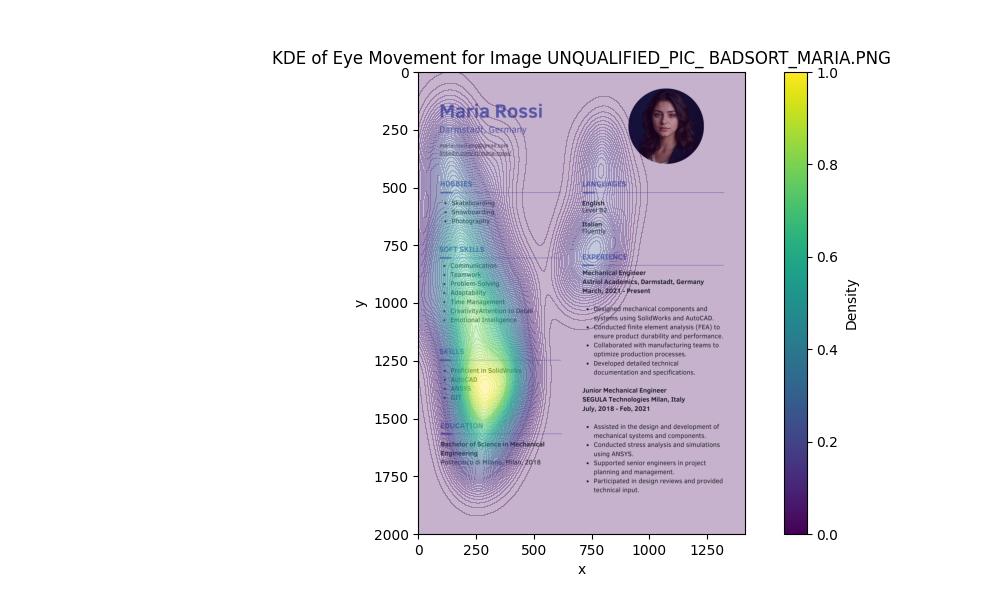 KDE of Eye Movement for Image UNQUALIFIED_PIC_ BADSORT_MARIA.PNG
0
250
500
750
1000
1250
1500
1750
2000
y
0
250
500
750
1000
1250
x
Maria Rossi
Darmstadt, Germany
HOBBIES
Skateboarding
Snowboarding
Photography
SOFT SKILLS
Communication
Teamwork
Problem-Solving
Adaptability
Time Management
CreativityAttention to Detail
Emotional Intelligence
SKILLS
Proficient in SolidWorks
AutoCAD
ANSYS
EDUCATION
Bachelor of Science in Mechanical
Engineering
Politecnico di Milano, Milan, 2018
LANGUAGES
English
Level B2
Italian
Fluently
EXPERIENCE
Mechanical Engineer
Astriol Academics, Darmstadt, Germany
March, 2021 - Present
Designed mechanical components and
systems using SolidWorks and AutoCAD.
Conducted finite element analysis (FEA) to
ensure product durability and performance.
Collaborated with manufacturing teams to
optimize production processes.
Developed detailed technical
documentation and specifications.
Junior Mechanical Engineer
SEGULA Technologies Milan, Italy
July, 2018 - Feb, 2021
Assisted in the design and development of
mechanical systems and components.
Conducted stress analysis and simulations
using ANSYS.
Supported senior engineers in project
planning and management.
Participated in design reviews and provided
technical input.
1.0
0.8
0.6
0.4
0.2
0.0
Density